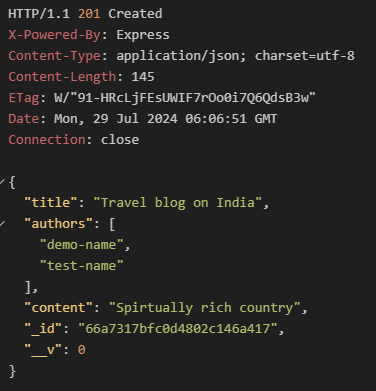 HTTP/1.1 201 Created
X-Powered-By: Express
Content-Type: application/json; charset=utf-8
Content-Length: 145
ETag: W/"91-HRcLjFEsUWIF7rOo0i7Q6QdsB3w"
Date: Mon, 29 Jul 2024 06:06:51 GMT
Connection: close

{
  "title": "Travel blog on India",
  "authors": [
    "demo-name",
    "test-name"
  ],
  "content": "Spirtually rich country",
  "_id": "66a7317bfc0d4802c146a417",
  "__v": 0
}